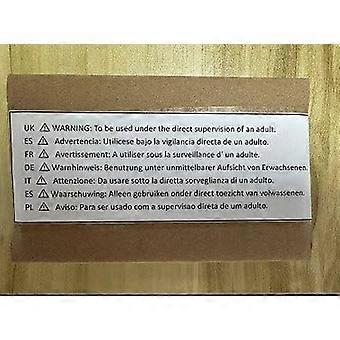 UK ⚠ WARNING: To be used under the direct supervision of an adult.
ES ⚠ Advertencia: Utilicese bajo la vigilancia directa de un adulto.
FR ⚠ Avertissement: A utiliser sous la surveillance d' un adulte.
DE ⚠ Warnhinweis: Benutzung unter unmittelbarer Aufsicht von Erwachsenen.
IT ⚠ Attenzione: Da usare sotto la diretta sorveglianza di un adulto.
ES ⚠ Waarschuwing: Alleen gebruiken onder direct toezicht van volwassenen.
PL ⚠ Aviso: Para ser usado com a supervisao direta de um adulto.